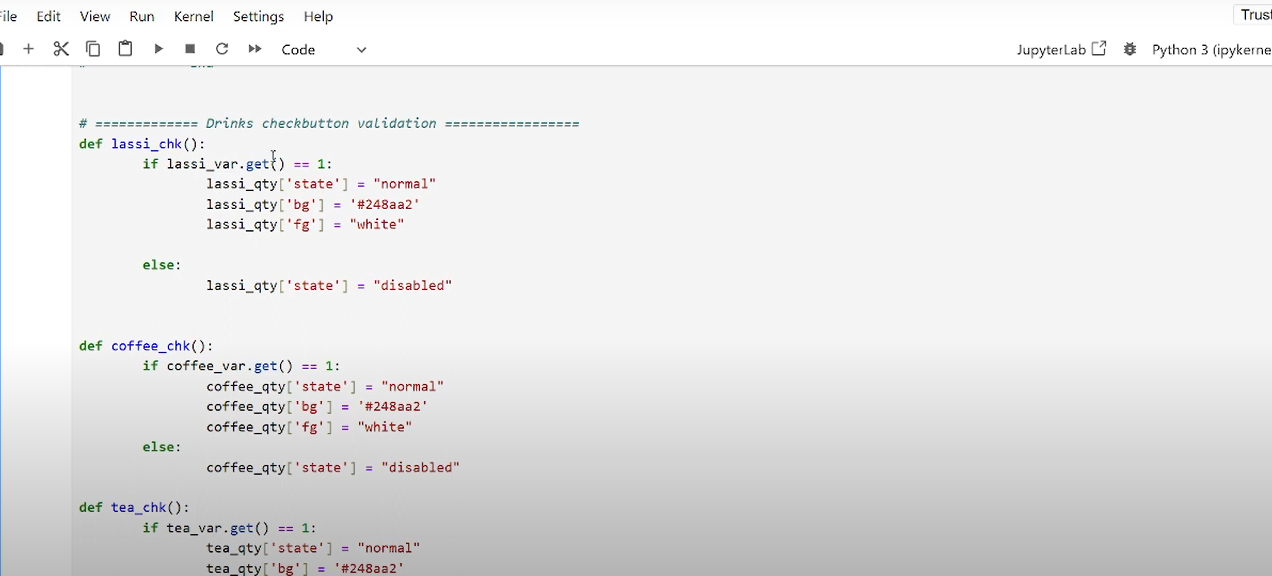 File Edit View Run Kernel Settings Help
Trust
Code
JupyterLab
Python 3 (ipykerne
# ============= Drinks checkbutton validation =================
def lassi_chk():
        if lassi_var.get() == 1:
                lassi_qty['state'] = "normal"
                lassi_qty['bg'] = '#248aa2'
                lassi_qty['fg'] = "white"
        else:
                lassi_qty['state'] = "disabled"
def coffee_chk():
        if coffee_var.get() == 1:
                coffee_qty['state'] = "normal"
                coffee_qty['bg'] = '#248aa2'
                coffee_qty['fg'] = "white"
        else:
                coffee_qty['state'] = "disabled"
def tea_chk():
        if tea_var.get() == 1:
                tea_qty['state'] = "normal"
                tea_qty['bg'] = '#248aa2'